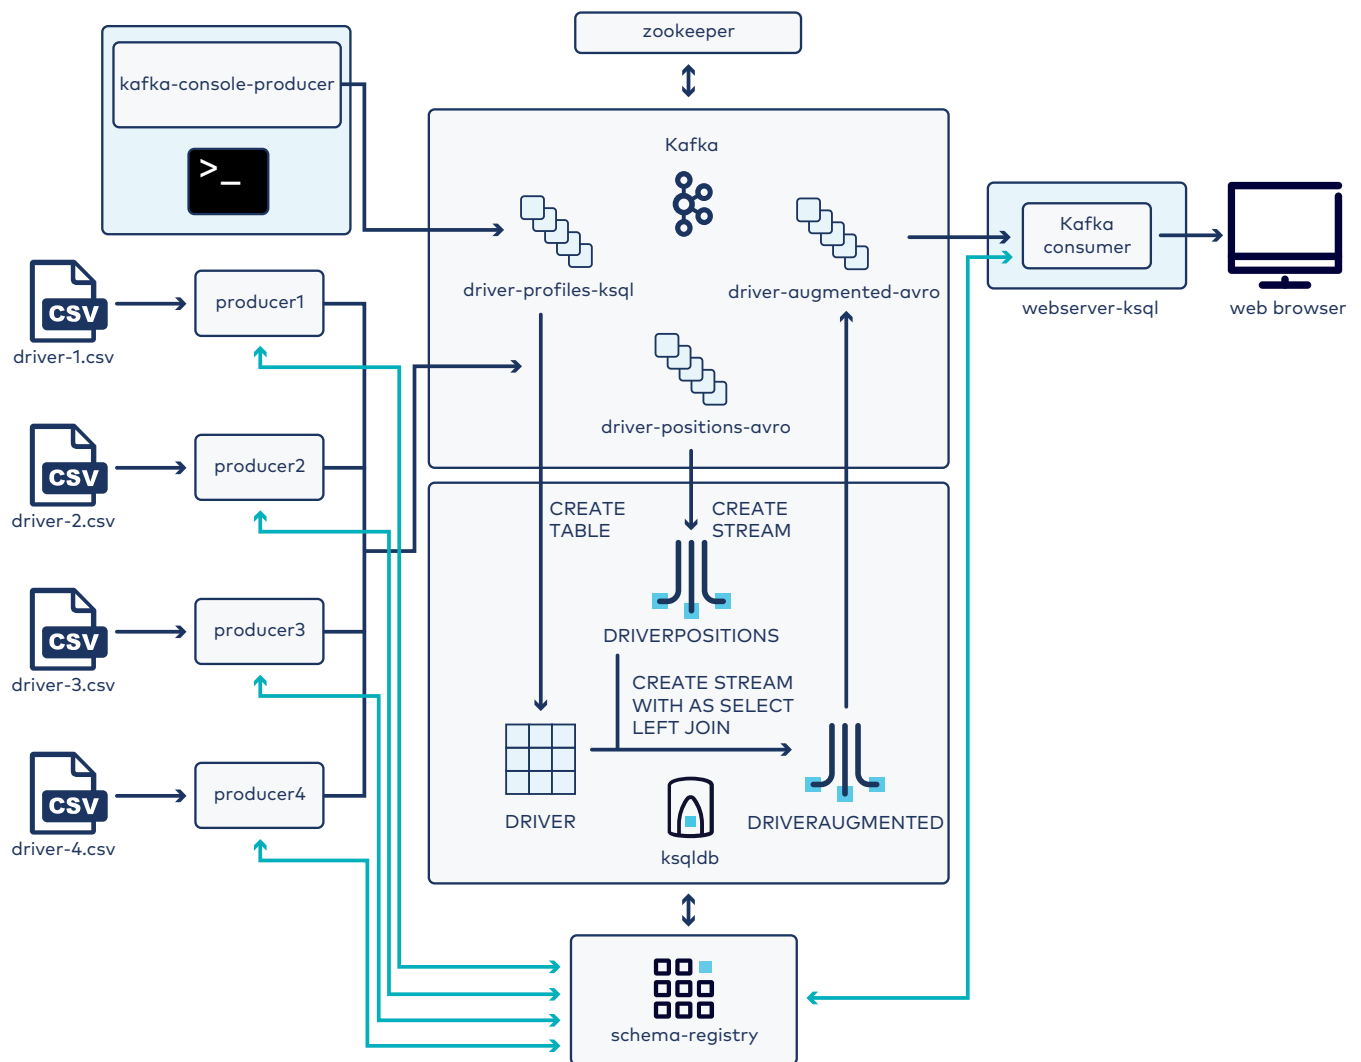 zookeeper
kafka-console-producer
>_
Kafka
driver-profiles-ksql
driver-augmented-avro
driver-positions-avro
Kafka
consumer
webserver-ksql
web browser
CSV
driver-1.csv
producer1
CSV
driver-2.csv
producer2
CSV
driver-3.csv
producer3
CSV
driver-4.csv
producer4
CREATE
TABLE
CREATE
STREAM
DRIVERPOSITIONS
CREATE STREAM
WITH AS SELECT
LEFT JOIN
DRIVER
DRIVERAUGMENTED
ksqldb
schema-registry